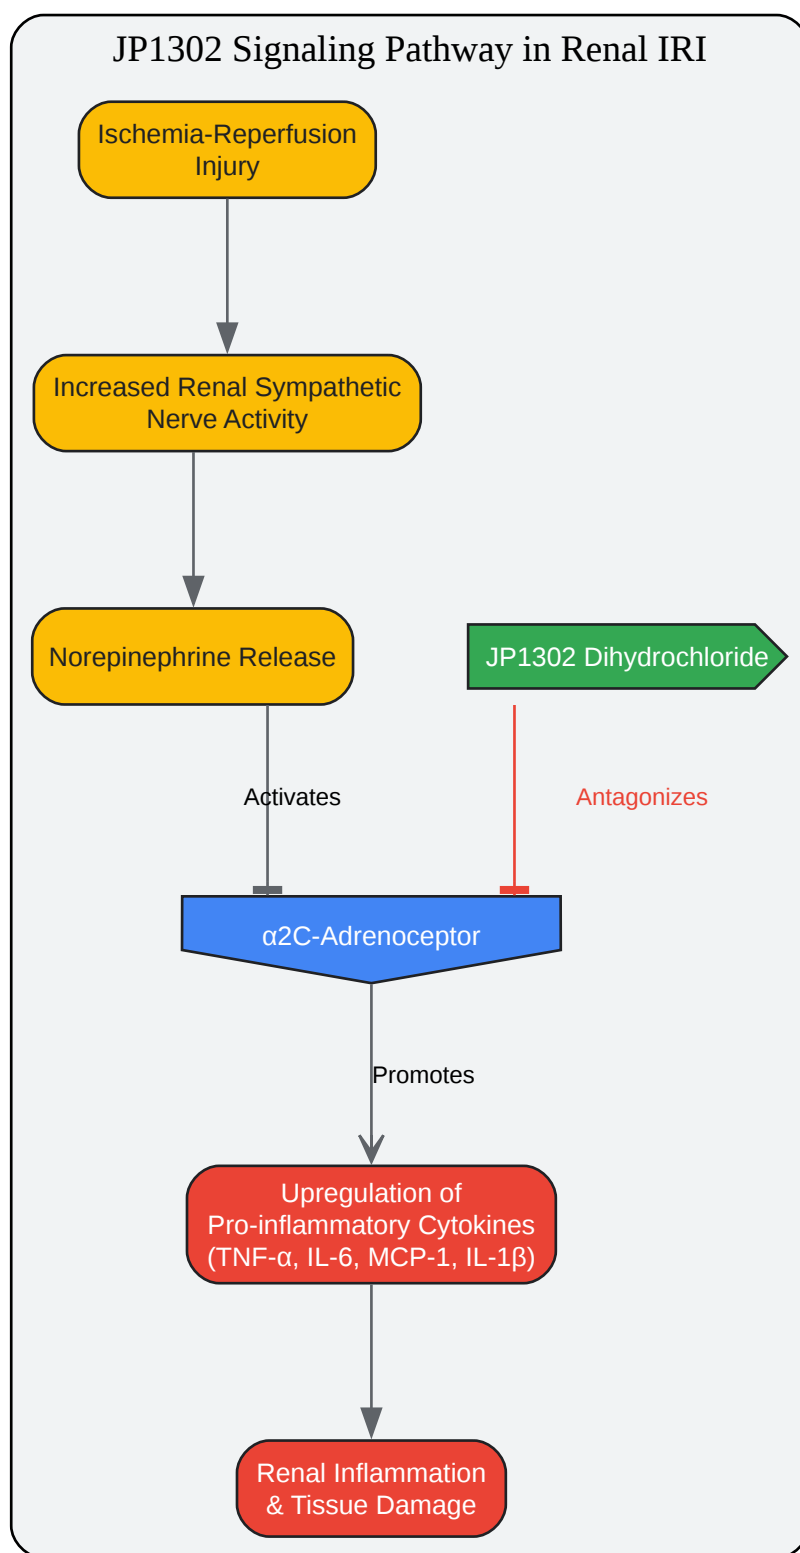 JP1302 Signaling Pathway in Renal IRI
Ischemia-Reperfusion
Injury
Increased Renal Sympathetic
Nerve Activity
Norepinephrine Release
JP1302 Dihydrochloride
Activates
Antagonizes
α2C-Adrenoceptor
Promotes
Upregulation of
Pro-inflammatory Cytokines
(TNF-α, IL-6, MCP-1, IL-1β)
Renal Inflammation
& Tissue Damage